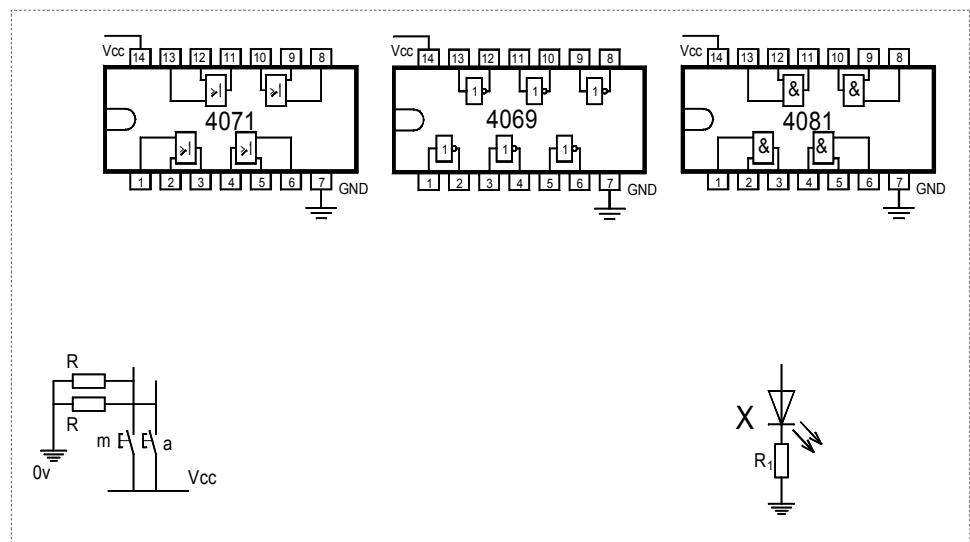 Vcc 14 13 12 11 10 9 8
≥1 ≥1
4071
≥1 ≥1
1 2 3 4 5 6 7 GND
Vcc 14 13 12 11 10 9 8
1 1 1
4069
1 1 1
1 2 3 4 5 6 7 GND
Vcc 14 13 12 11 10 9 8
& &
4081
& &
1 2 3 4 5 6 7 GND
R
R
m a
0v
Vcc
X
R₁